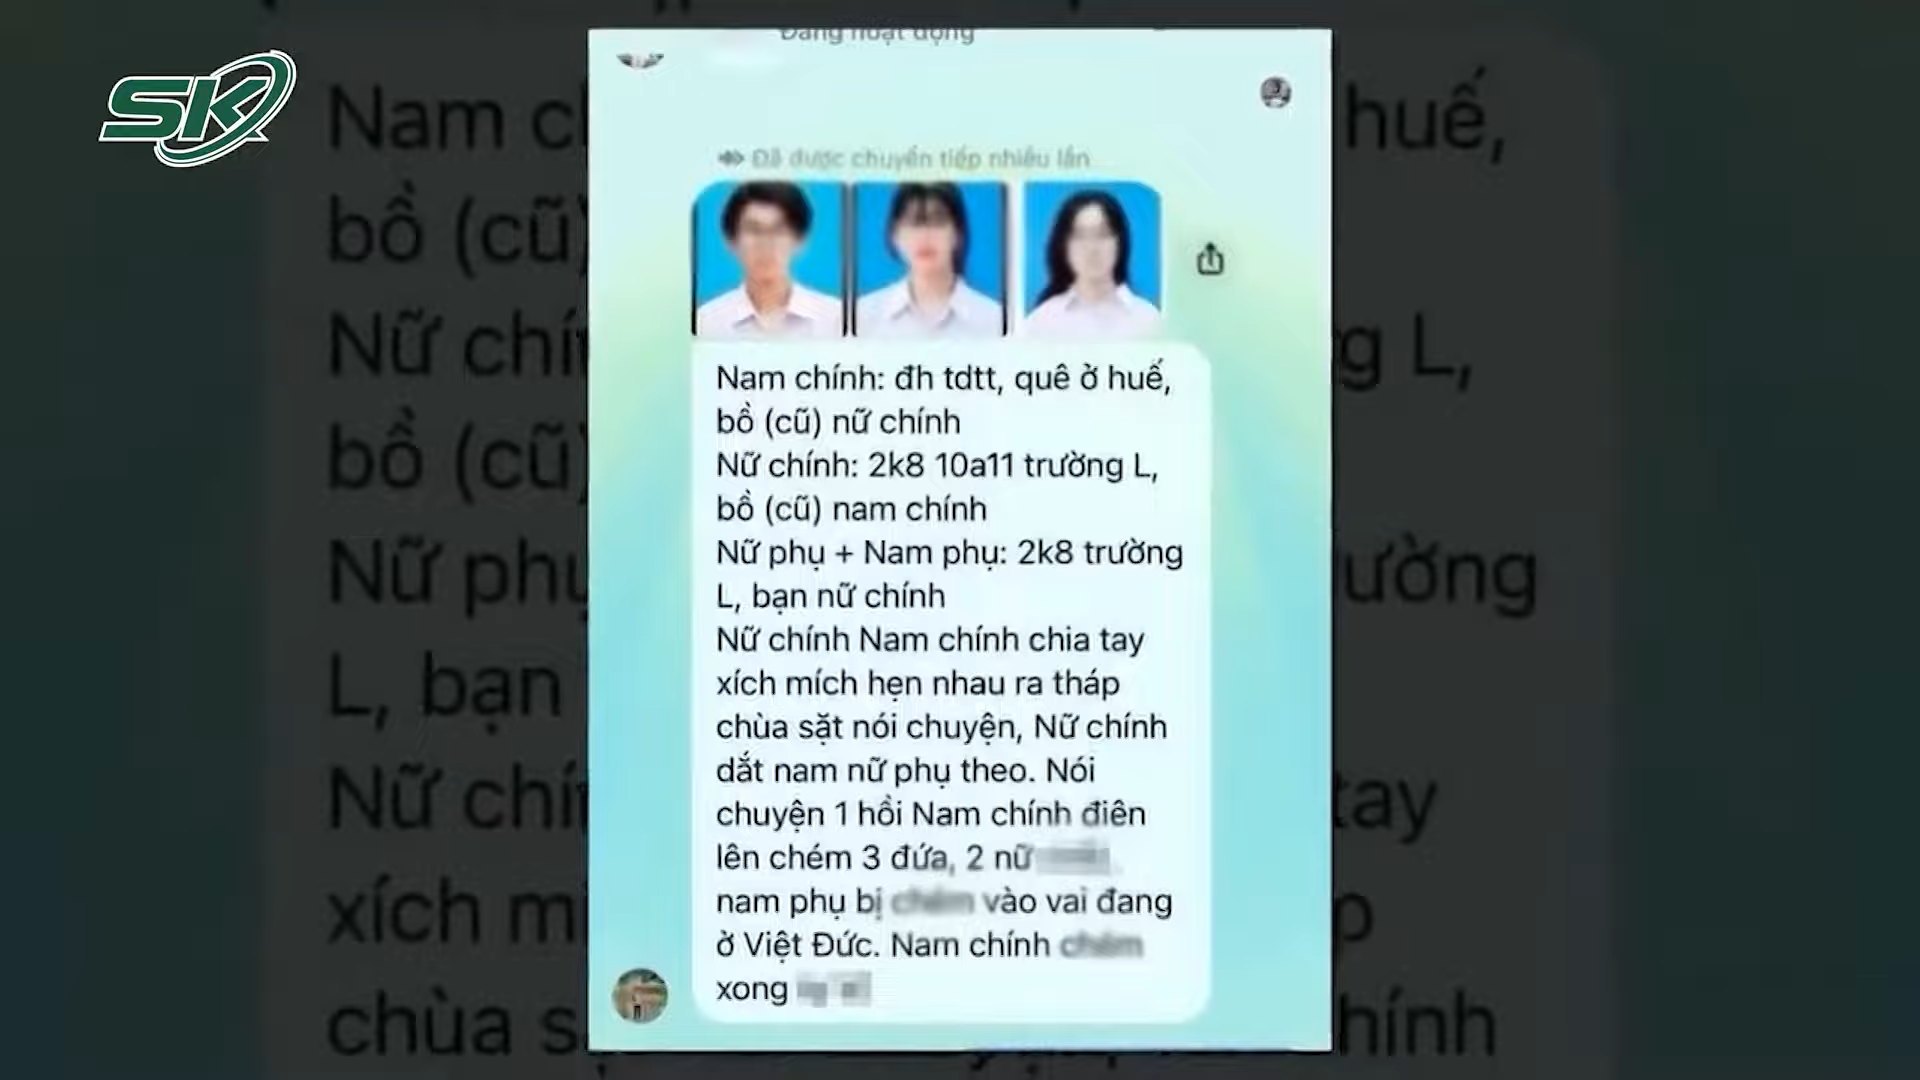 SK
Đang hoạt động
Đã được chuyển tiếp nhiều lần
Nam chính: đh tdtt, quê ở huế,
bồ (cũ) nữ chính
Nữ chính: 2k8 10a11 trường L,
bồ (cũ) nam chính
Nữ phụ + Nam phụ: 2k8 trường
L, bạn nữ chính
Nữ chính Nam chính chia tay
xích mích hẹn nhau ra tháp
chùa sặt nói chuyện, Nữ chính
dắt nam nữ phụ theo. Nói
chuyện 1 hồi Nam chính điên
lên chém 3 đứa, 2 nữ
nam phụ bị vào vai đang
ở Việt Đức. Nam chính
xong